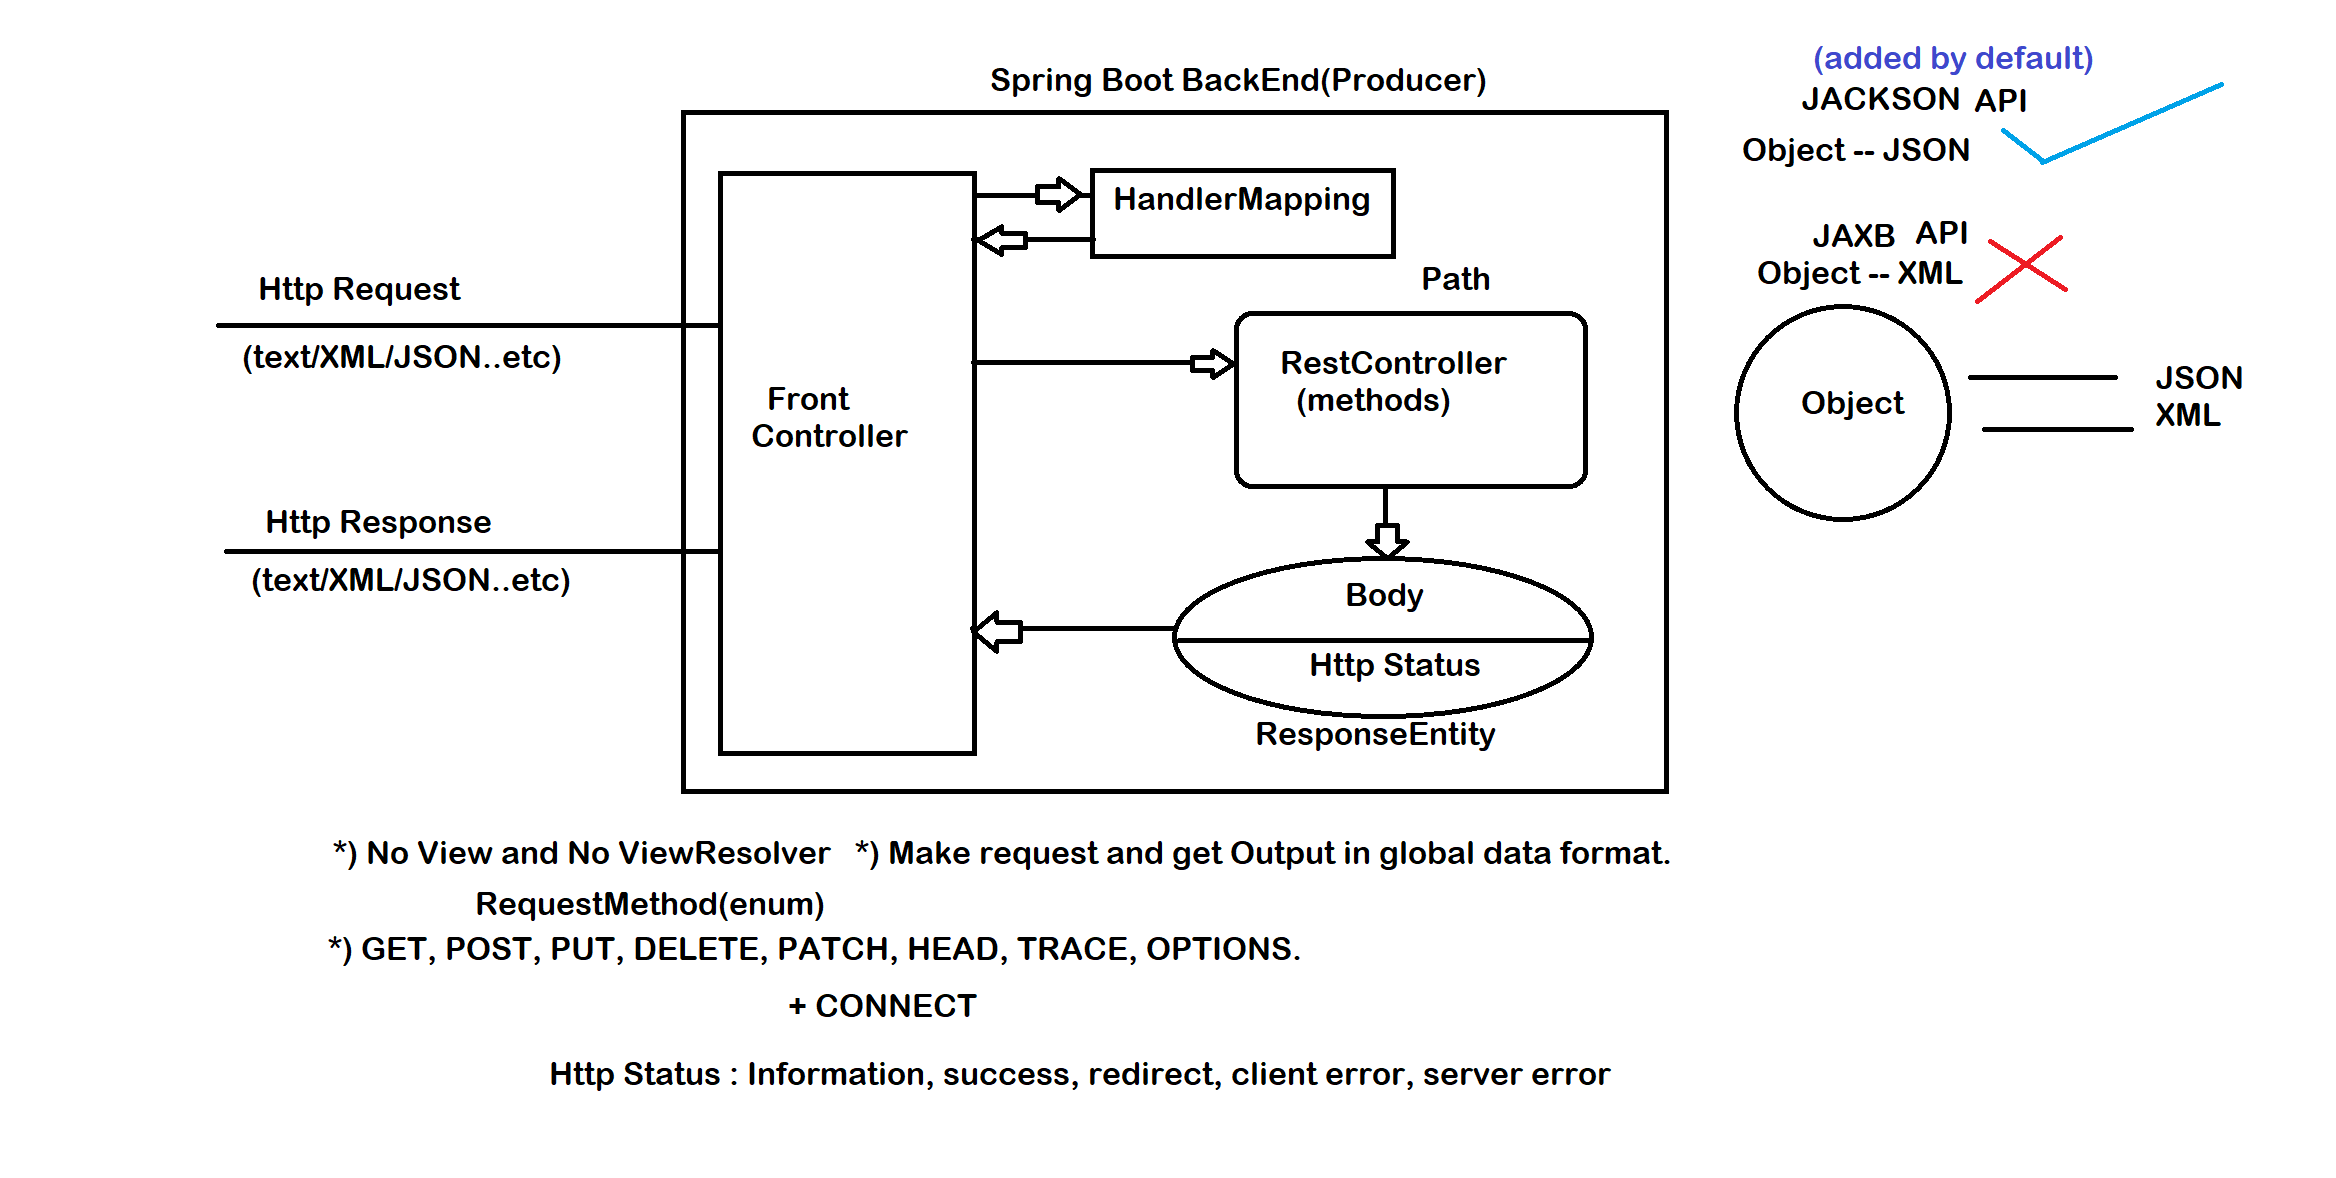 Spring Boot BackEnd(Producer)
HandlerMapping
Http Request
(text/XML/JSON..etc)
Path
RestController
(methods)
Front
Controller
Http Response
(text/XML/JSON..etc)
Body
Http Status
ResponseEntity
(added by default)
JACKSON API
Object -- JSON
JAXB API
Object -- XML
Object
JSON
XML
*) No View and No ViewResolver *) Make request and get Output in global data format.
RequestMethod(enum)
*) GET, POST, PUT, DELETE, PATCH, HEAD, TRACE, OPTIONS.
+ CONNECT
Http Status : Information, success, redirect, client error, server error